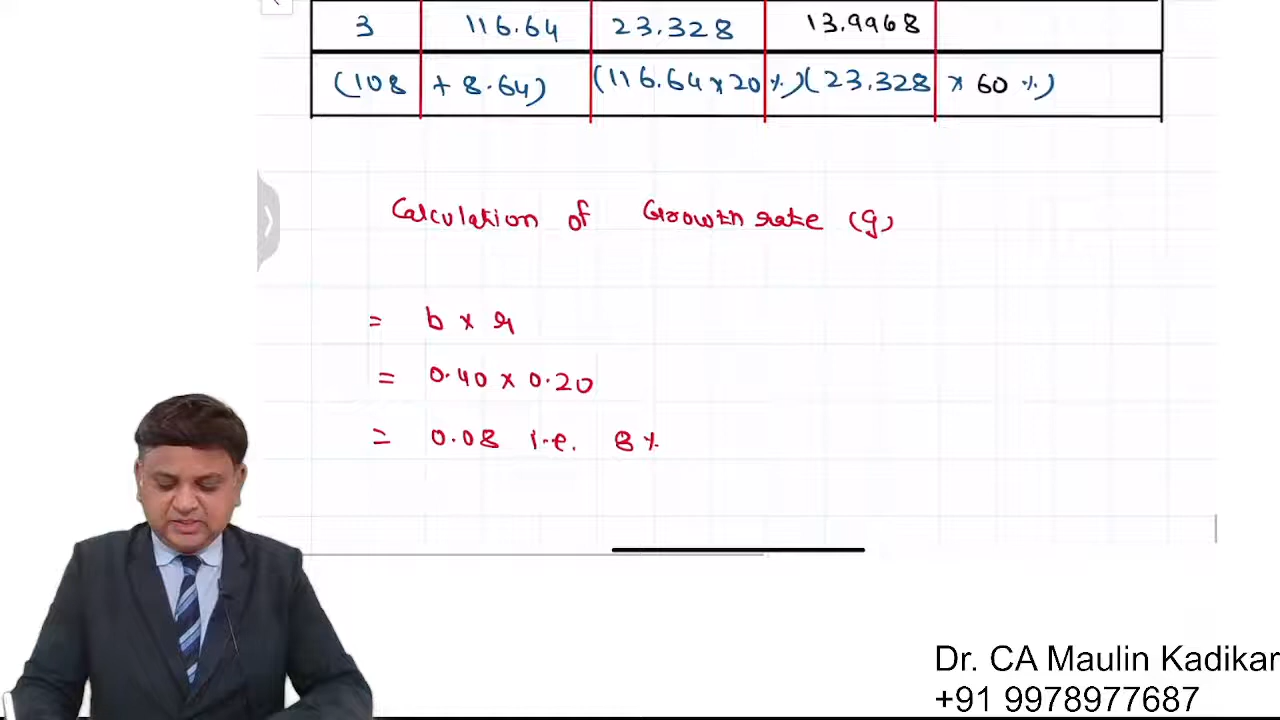 3 116.64 23.328 13.9968
(108 + 8.64) (116.64 x 20 %) (23.328 x 60 %)
Calculation of Growth rate (g)
= b x r
= 0.40 x 0.20
= 0.08 i.e. 8 %
Dr. CA Maulin Kadikar
+91 9978977687